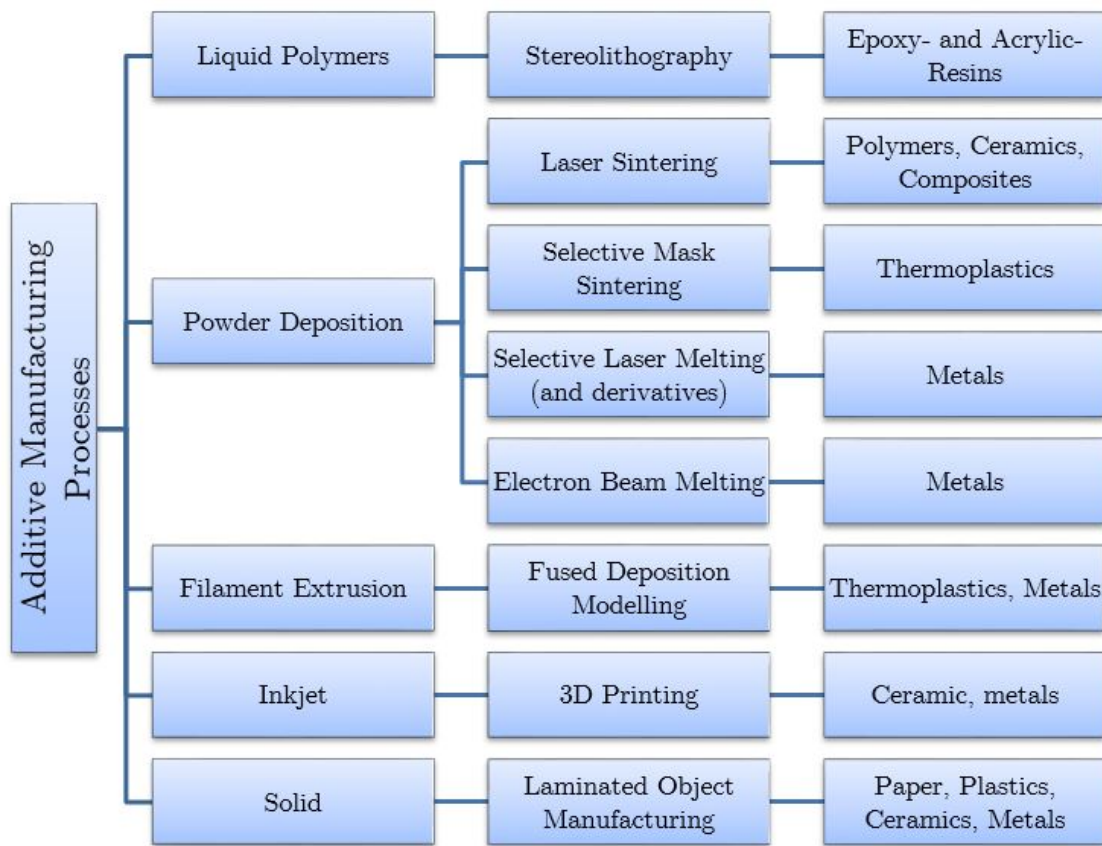 Additive Manufacturing
Processes
Liquid Polymers
Stereolithography
Epoxy- and Acrylic-
Resins
Powder Deposition
Laser Sintering
Polymers, Ceramics,
Composites
Selective Mask
Sintering
Thermoplastics
Selective Laser Melting
(and derivatives)
Metals
Electron Beam Melting
Metals
Filament Extrusion
Fused Deposition
Modelling
Thermoplastics, Metals
Inkjet
3D Printing
Ceramic, metals
Solid
Laminated Object
Manufacturing
Paper, Plastics,
Ceramics, Metals